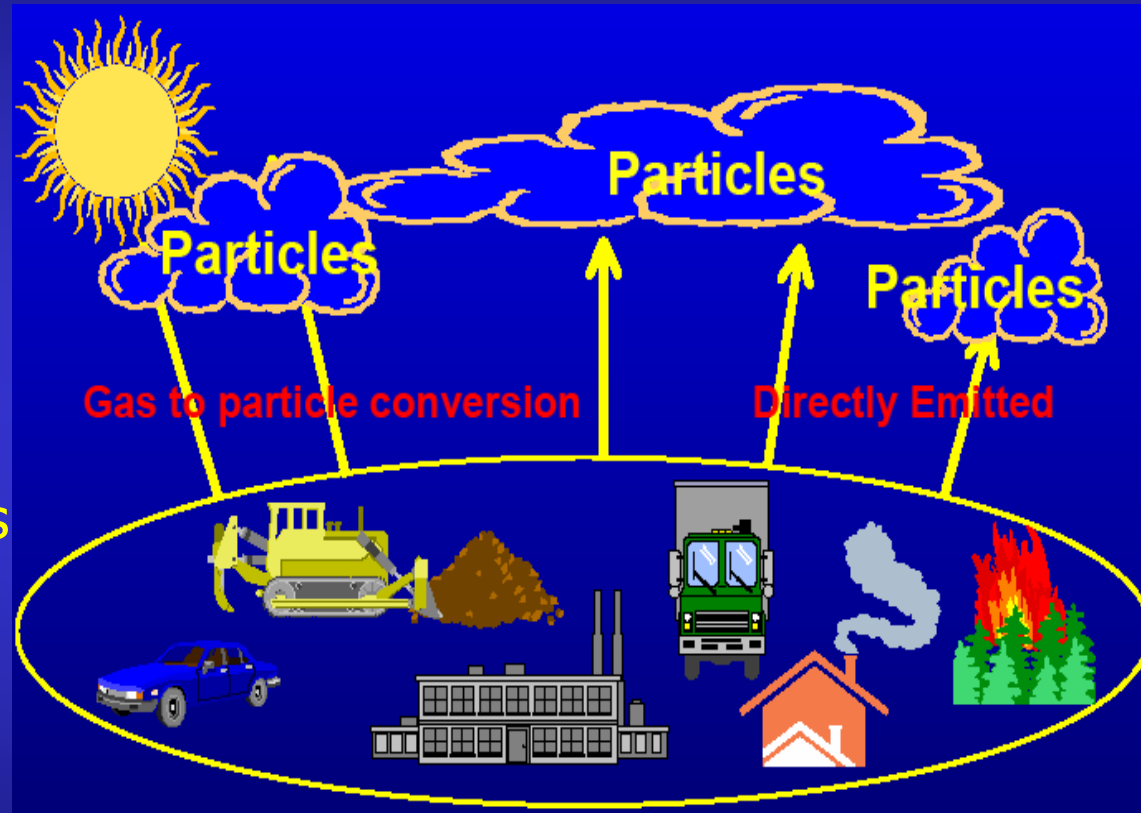 Particles
Particles
Particles
Gas to particle conversion
Directly Emitted
s